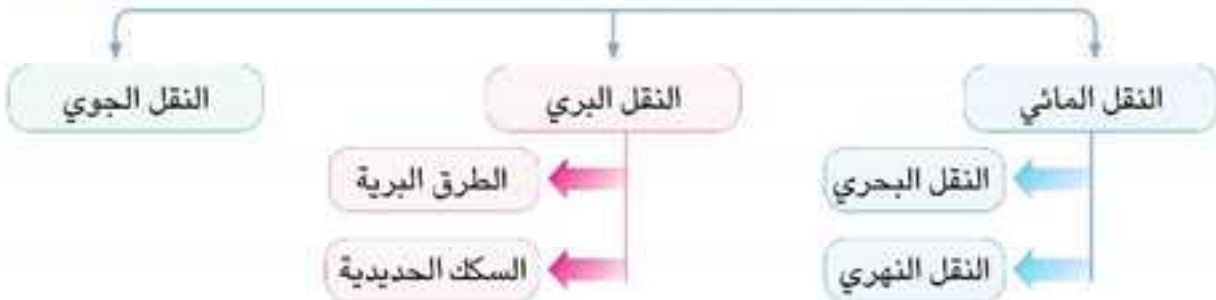 النقل المائي
النقل البري
النقل الجوي
النقل البحري
الطرق البرية
النقل النهري
السكك الحديدية